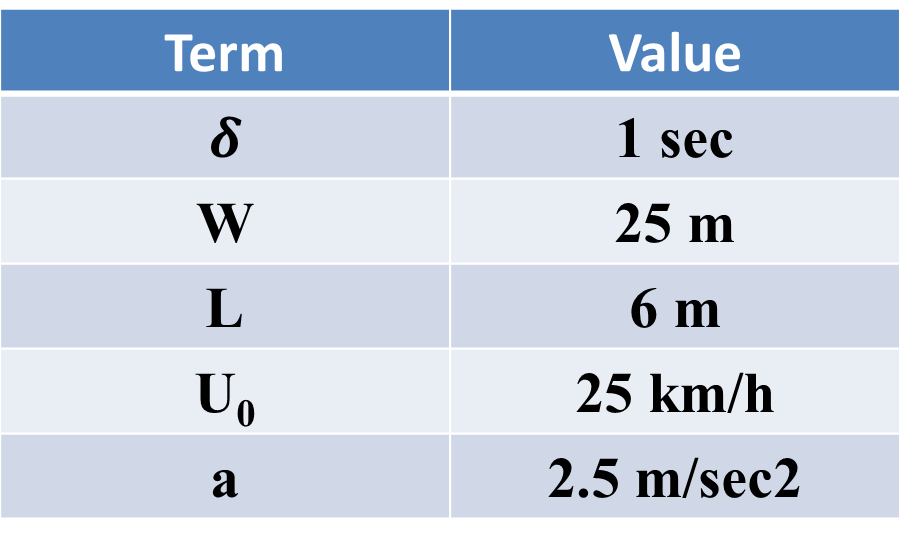 Term Value
δ 1 sec
W 25 m
L 6 m
U₀ 25 km/h
a 2.5 m/sec2